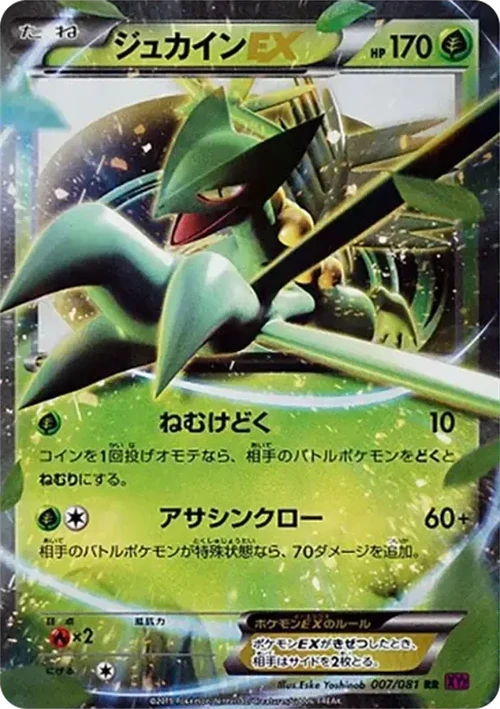 たね
ジュカインEX
HP 170
ねむけどく 10
コインを1回投げオモテなら、相手のバトルポケモンをどくと
ねむりにする。
アサシンクロー 60+
相手のバトルポケモンが特殊状態なら、70ダメージを追加。
弱点 抵抗力
×2
にげる
ポケモンEXのルール
ポケモンEXがきぜつしたとき、
相手はサイドを2枚とる。
Illus. Eske Yoshinob 007/081 RR XY7